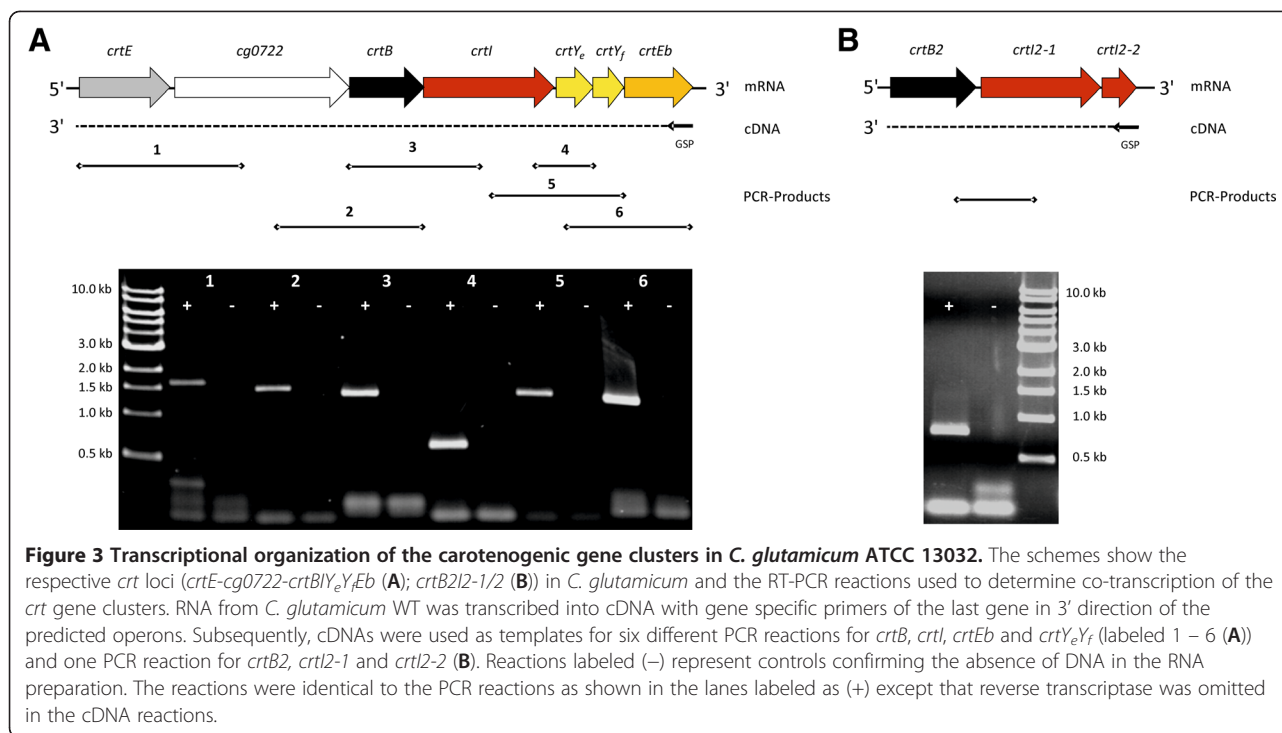 A
B
crtE cg0722 crtB crtI crtYe crtYf crtEb
crtB2 crtI2-1 crtI2-2
5' 3' mRNA
5' 3' mRNA
3' cDNA
GSP
3' cDNA
GSP
1 3 4
5
PCR-Products
PCR-Products
2 6
1 2 3 4 5 6
+ - + - + - + - + - + -
10.0 kb
3.0 kb
2.0 kb
1.5 kb
1.0 kb
0.5 kb
+ -
10.0 kb
3.0 kb
2.0 kb
1.5 kb
1.0 kb
0.5 kb
Figure 3 Transcriptional organization of the carotenogenic gene clusters in C. glutamicum ATCC 13032. The schemes show the
respective crt loci (crtE-cg0722-crtBIYeYfEb (A); crtB2I2-1/2 (B)) in C. glutamicum and the RT-PCR reactions used to determine co-transcription of the
crt gene clusters. RNA from C. glutamicum WT was transcribed into cDNA with gene specific primers of the last gene in 3' direction of the
predicted operons. Subsequently, cDNAs were used as templates for six different PCR reactions for crtB, crtI, crtEb and crtYeYf (labeled 1 – 6 (A))
and one PCR reaction for crtB2, crtI2-1 and crtI2-2 (B). Reactions labeled (−) represent controls confirming the absence of DNA in the RNA
preparation. The reactions were identical to the PCR reactions as shown in the lanes labeled as (+) except that reverse transcriptase was omitted
in the cDNA reactions.